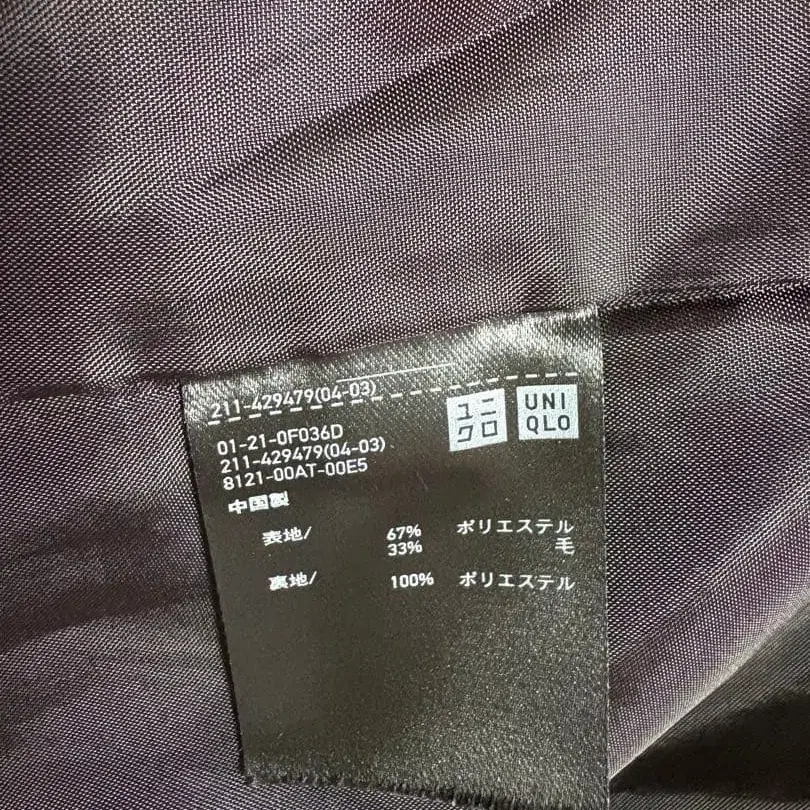 211-429479(04-03)
ユニ
クロ
UNI
QLO
01-21-0F036D
211-429479(04-03)
8121-00AT-00E5
中国製
表地/ 67% ポリエステル
33% 毛
裏地/ 100% ポリエステル